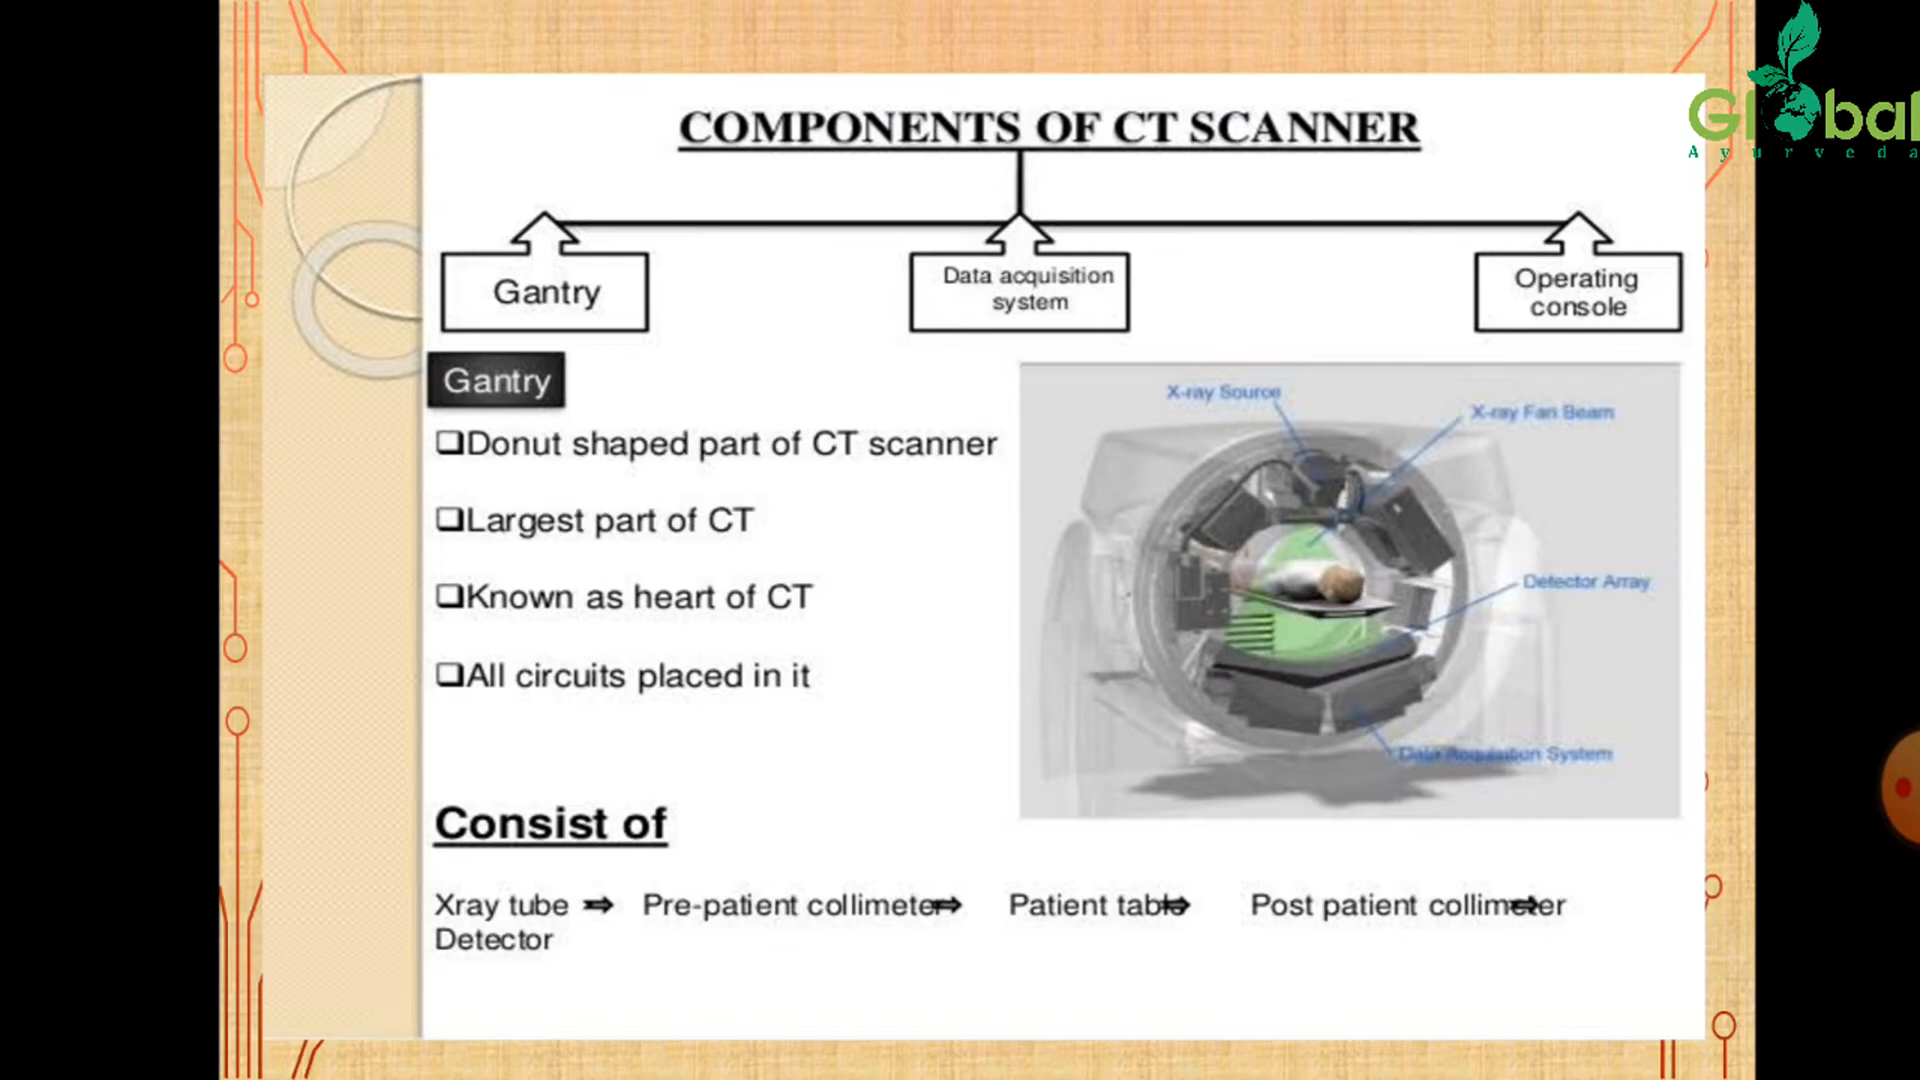 Global
Ayurveda
COMPONENTS OF CT SCANNER
Gantry
Data acquisition
system
Operating
console
Gantry
❑Donut shaped part of CT scanner
❑Largest part of CT
❑Known as heart of CT
❑All circuits placed in it
X-ray Source
X-ray Fan Beam
Detector Array
Data Acquisition System
Consist of
Xray tube ⇒ Pre-patient collimeter⇒ Patient table⇒ Post patient collimeter⇒
Detector